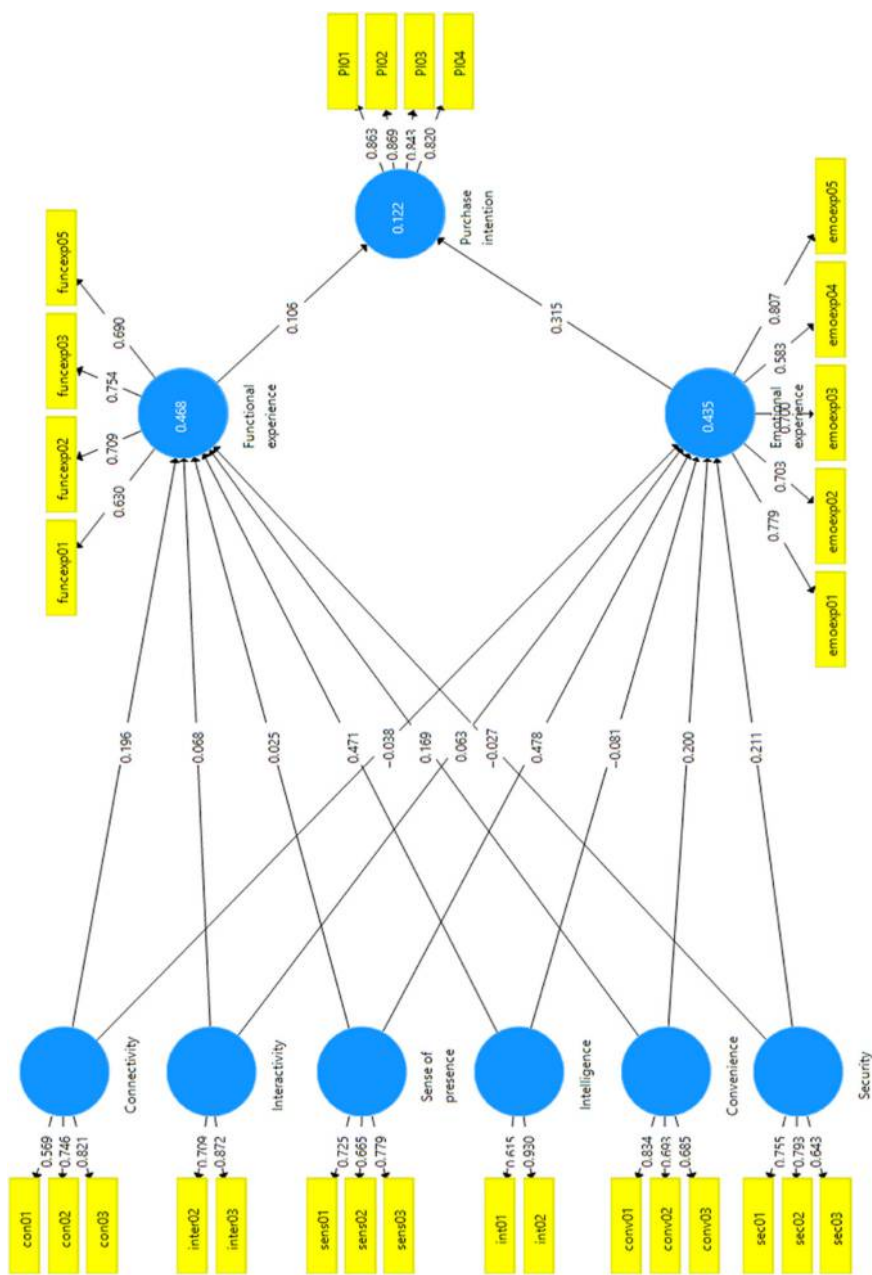 con01
con02
con03
0.569
0.746
0.821
Connectivity
inter02
inter03
0.709
0.872
Interactivity
sens01
sens02
sens03
0.725
0.665
0.779
Sense of
presence
int01
int02
0.615
0.930
Intelligence
conv01
conv02
conv03
0.834
0.693
0.685
Convenience
sec01
sec02
sec03
0.755
0.793
0.643
Security
0.196
0.068
0.025
0.471
−0.038
0.169
0.063
−0.027
0.478
−0.081
0.200
0.211
funcexp01
funcexp02
funcexp03
funcexp05
0.630
0.709
0.754
0.690
0.468
Functional
experience
0.435
Emotional
experience
emoexp01
emoexp02
emoexp03
emoexp04
emoexp05
0.779
0.703
0.700
0.583
0.807
0.106
0.315
0.122
Purchase
intention
0.863
0.869
0.843
0.820
PI01
PI02
PI03
PI04